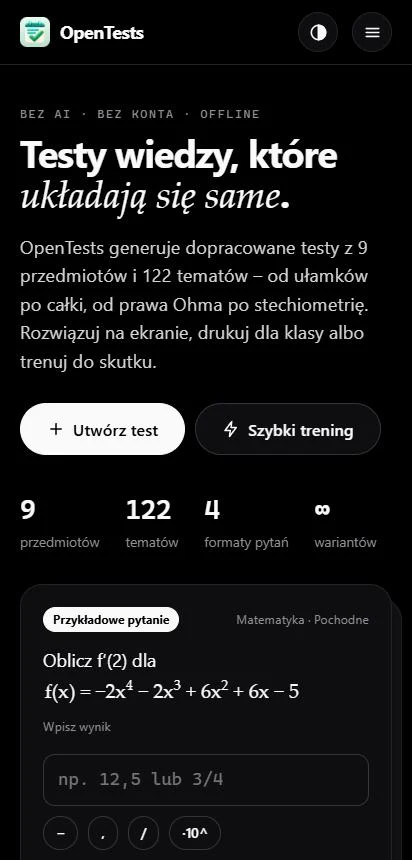 OpenTests
BEZ AI · BEZ KONTA · OFFLINE
Testy wiedzy, które
układają się same.
OpenTests generuje dopracowane testy z 9
przedmiotów i 122 tematów – od ułamków
po całki, od prawa Ohma po stechiometrię.
Rozwiązuj na ekranie, drukuj dla klasy albo
trenuj do skutku.
+ Utwórz test
Szybki trening
9 122 4 ∞
przedmiotów tematów formaty pytań wariantów
Przykładowe pytanie
Matematyka · Pochodne
Oblicz f′(2) dla
f(x) = −2x⁴ − 2x³ + 6x² + 6x − 5
Wpisz wynik
np. 12,5 lub 3/4
− , / ·10^